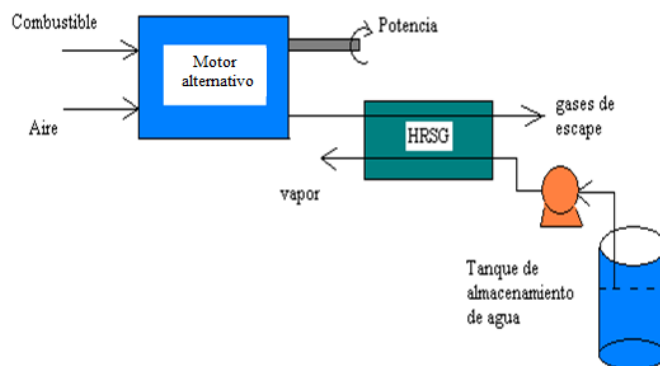 Combustible
Motor
alternativo
Potencia
Aire
gases de
escape
HRSG
vapor
Tanque de
almacenamiento
de agua